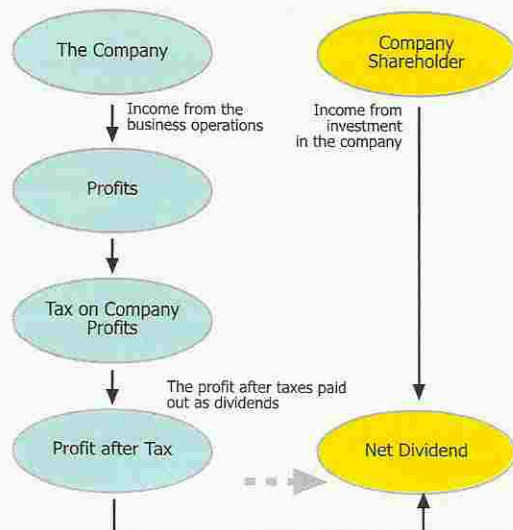 The Company
Company
Shareholder
Income from the
business operations
Income from
investment
in the company
Profits
Tax on Company
Profits
The profit after taxes paid
out as dividends
Profit after Tax
Net Dividend